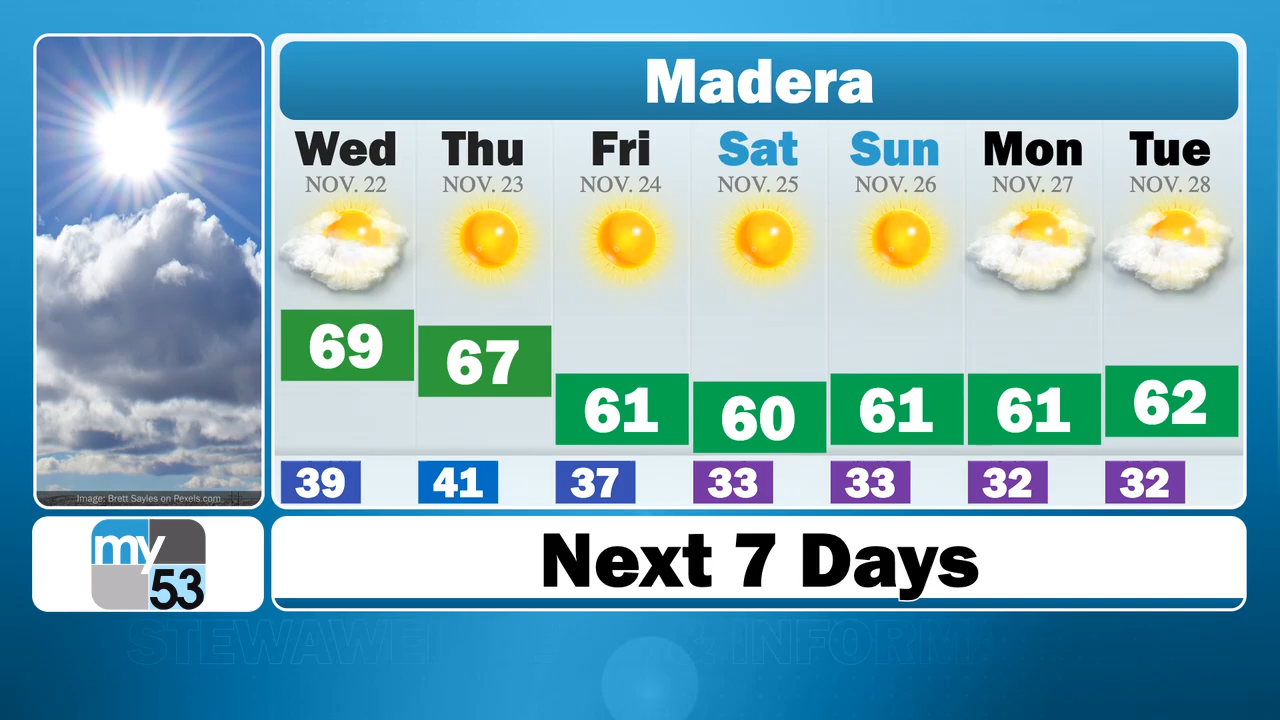 Madera
Wed Thu Fri Sat Sun Mon Tue
NOV. 22 NOV. 23 NOV. 24 NOV. 25 NOV. 26 NOV. 27 NOV. 28
69 67 61 60 61 61 62
39 41 37 33 33 32 32
Image: Brett Sayles on Pexels.com
my
53
Next 7 Days